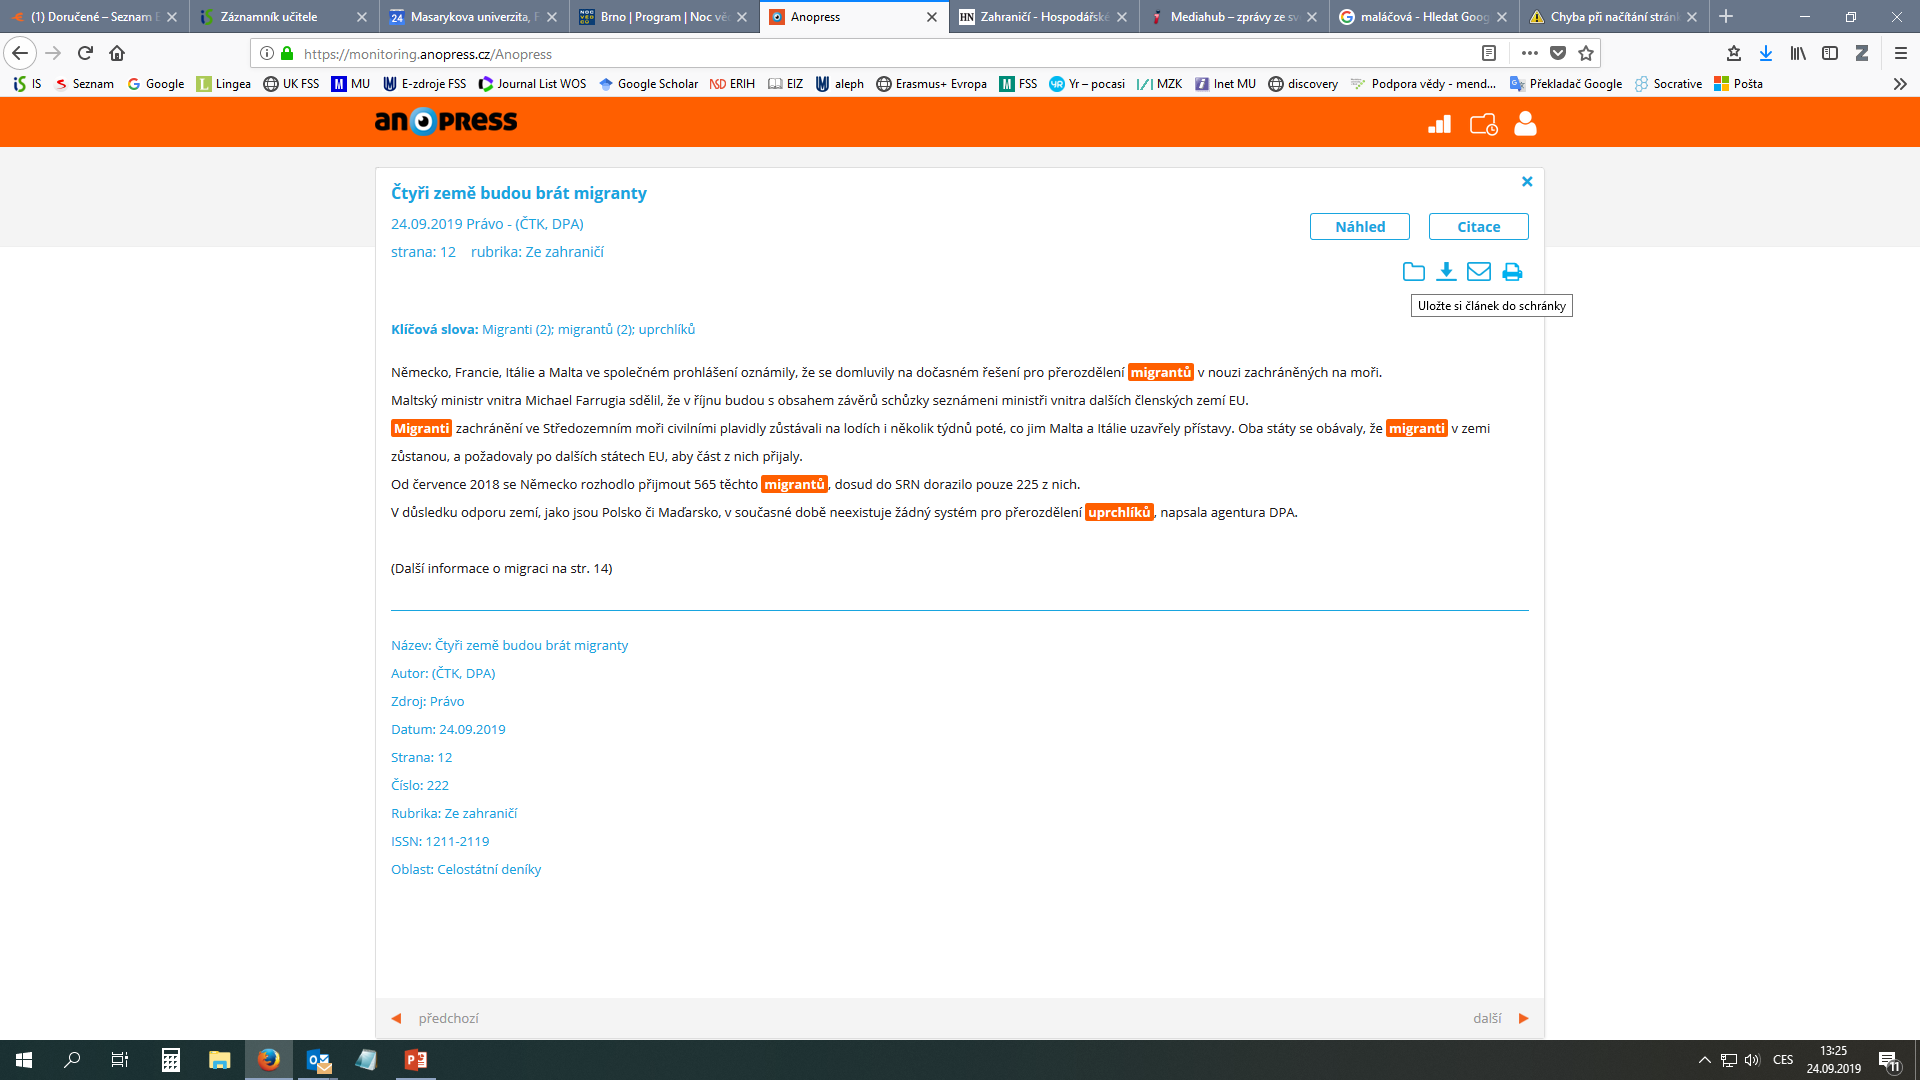 (1) Doručené – Seznam E
Záznamník učitele
Masarykova univerzita, F
Brno | Program | Noc vě
Anopress
Zahraničí - Hospodářské
Mediahub – zprávy ze sv
maláčová - Hledat Goog
Chyba při načítání strán
https://monitoring.anopress.cz/Anopress
IS
Seznam
Google
Lingea
UK FSS
MU
E-zdroje FSS
Journal List WOS
Google Scholar
ERIH
EIZ
aleph
Erasmus+ Evropa
FSS
Yr – pocasi
MZK
Inet MU
discovery
Podpora vědy - mend...
Překladač Google
Socrative
Pošta
anopress
Čtyři země budou brát migranty
24.09.2019 Právo - (ČTK, DPA)
Náhled
Citace
strana: 12 rubrika: Ze zahraničí
Uložte si článek do schránky
Klíčová slova: Migranti (2); migrantů (2); uprchlíků
Německo, Francie, Itálie a Malta ve společném prohlášení oznámily, že se domluvily na dočasném řešení pro přerozdělení migrantů v nouzi zachráněných na moři.
Maltský ministr vnitra Michael Farrugia sdělil, že v říjnu budou s obsahem závěrů schůzky seznámeni ministři vnitra dalších členských zemí EU.
Migranti zachránění ve Středozemním moři civilními plavidly zůstávali na lodích i několik týdnů poté, co jim Malta a Itálie uzavřely přístavy. Oba státy se obávaly, že migranti v zemi
zůstanou, a požadovaly po dalších státech EU, aby část z nich přijaly.
Od července 2018 se Německo rozhodlo přijmout 565 těchto migrantů, dosud do SRN dorazilo pouze 225 z nich.
V důsledku odporu zemí, jako jsou Polsko či Maďarsko, v současné době neexistuje žádný systém pro přerozdělení uprchlíků, napsala agentura DPA.
(Další informace o migraci na str. 14)
Název: Čtyři země budou brát migranty
Autor: (ČTK, DPA)
Zdroj: Právo
Datum: 24.09.2019
Strana: 12
Číslo: 222
Rubrika: Ze zahraničí
ISSN: 1211-2119
Oblast: Celostátní deníky
předchozí
další
CES
13:25
24.09.2019
11